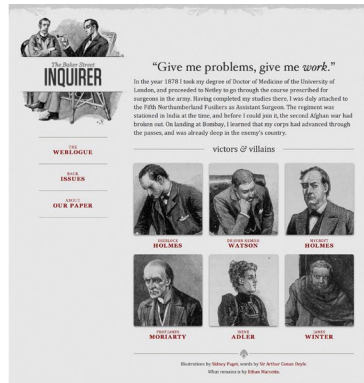 The Baker Street
INQUIRER
THE
WEBLOGUE
BACK
ISSUES
ABOUT
OUR PAPER
“Give me problems, give me work.”
In the year 1878 I took my degree of Doctor of Medicine of the University of
London, and proceeded to Netley to go through the course prescribed for
surgeons in the army. Having completed my studies there, I was duly attached to
the Fifth Northumberland Fusiliers as Assistant Surgeon. The regiment was
stationed in India at the time, and before I could join it, the second Afghan war had
broken out. On landing at Bombay, I learned that my corps had advanced through
the passes, and was already deep in the enemy's country.
victors & villains
SHERLOCK
HOLMES
DR JOHN HEMISH
WATSON
MYCROFT
HOLMES
PROF JAMES
MORIARTY
IRENE
ADLER
JAMES
WINTER
Illustrations by Sidney Paget, words by Sir Arthur Conan Doyle.
What remains is by Ethan Marcotte.